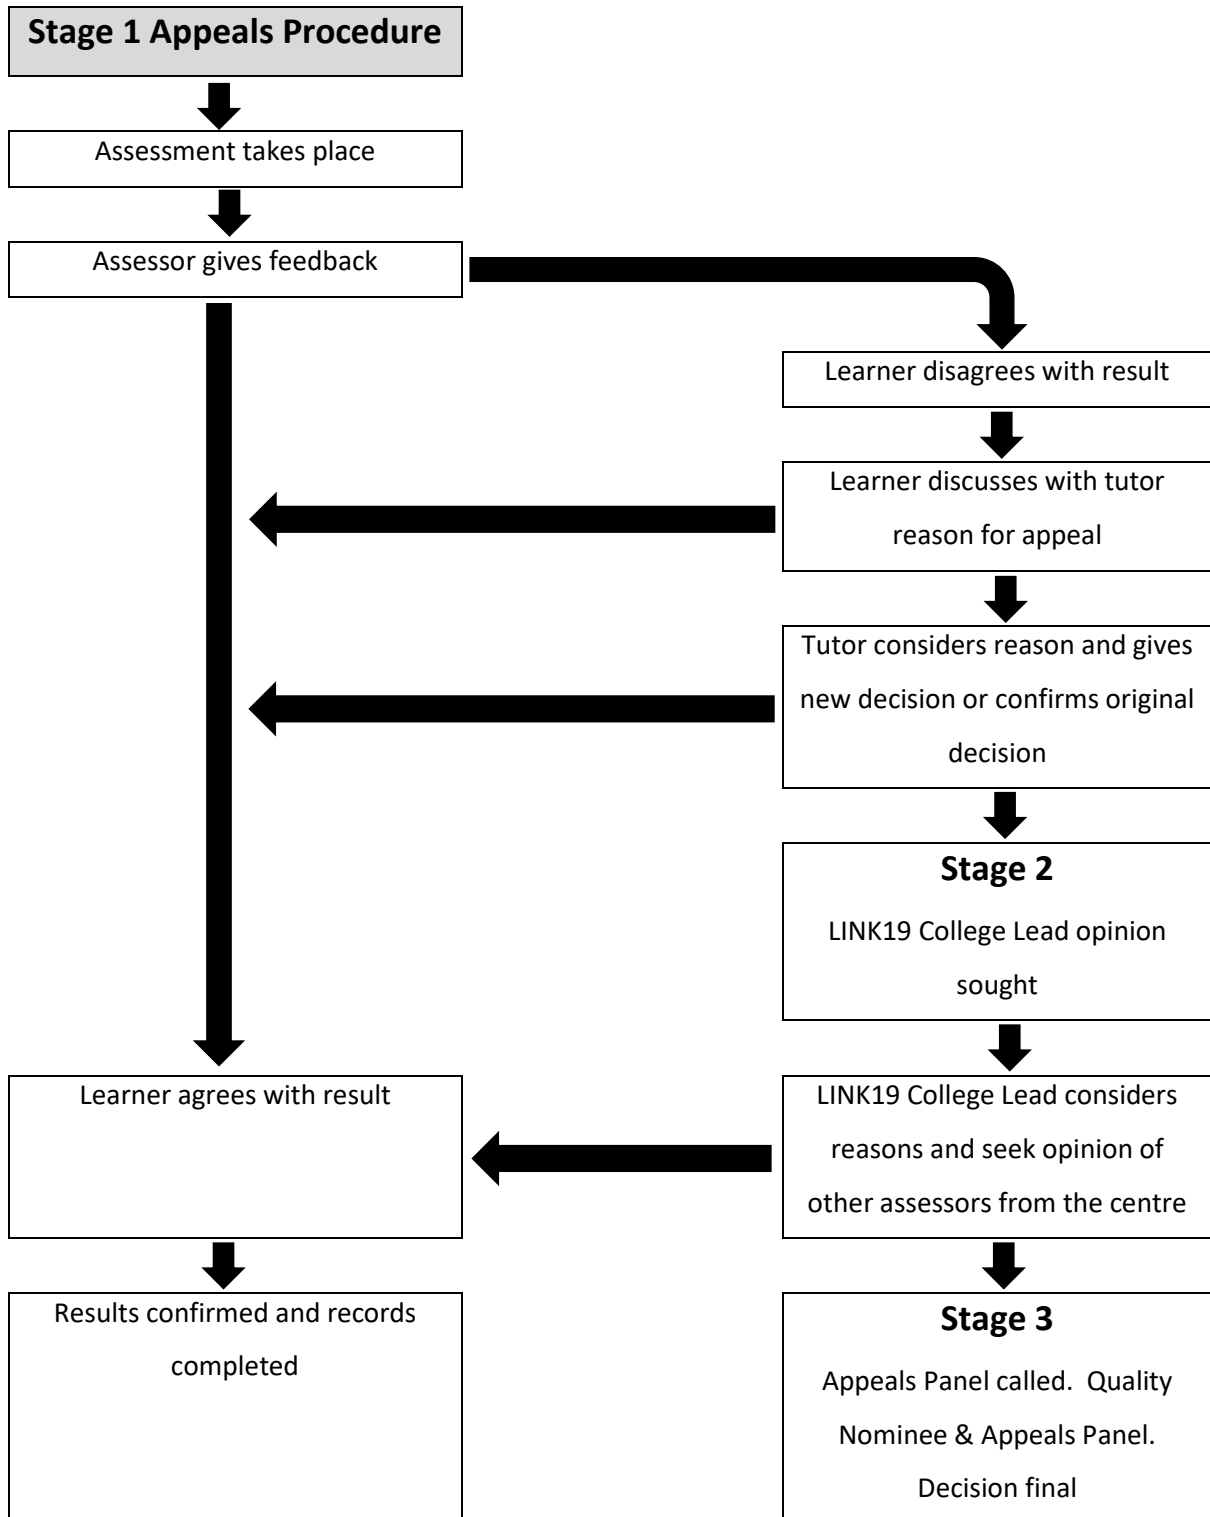 Stage 1 Appeals Procedure
Assessment takes place
Assessor gives feedback
Learner disagrees with result
Learner discusses with tutor
reason for appeal
Tutor considers reason and gives
new decision or confirms original
decision
Stage 2
LINK19 College Lead opinion
sought
Learner agrees with result
LINK19 College Lead considers
reasons and seek opinion of
other assessors from the centre
Results confirmed and records
completed
Stage 3
Appeals Panel called.  Quality
Nominee & Appeals Panel.
Decision final